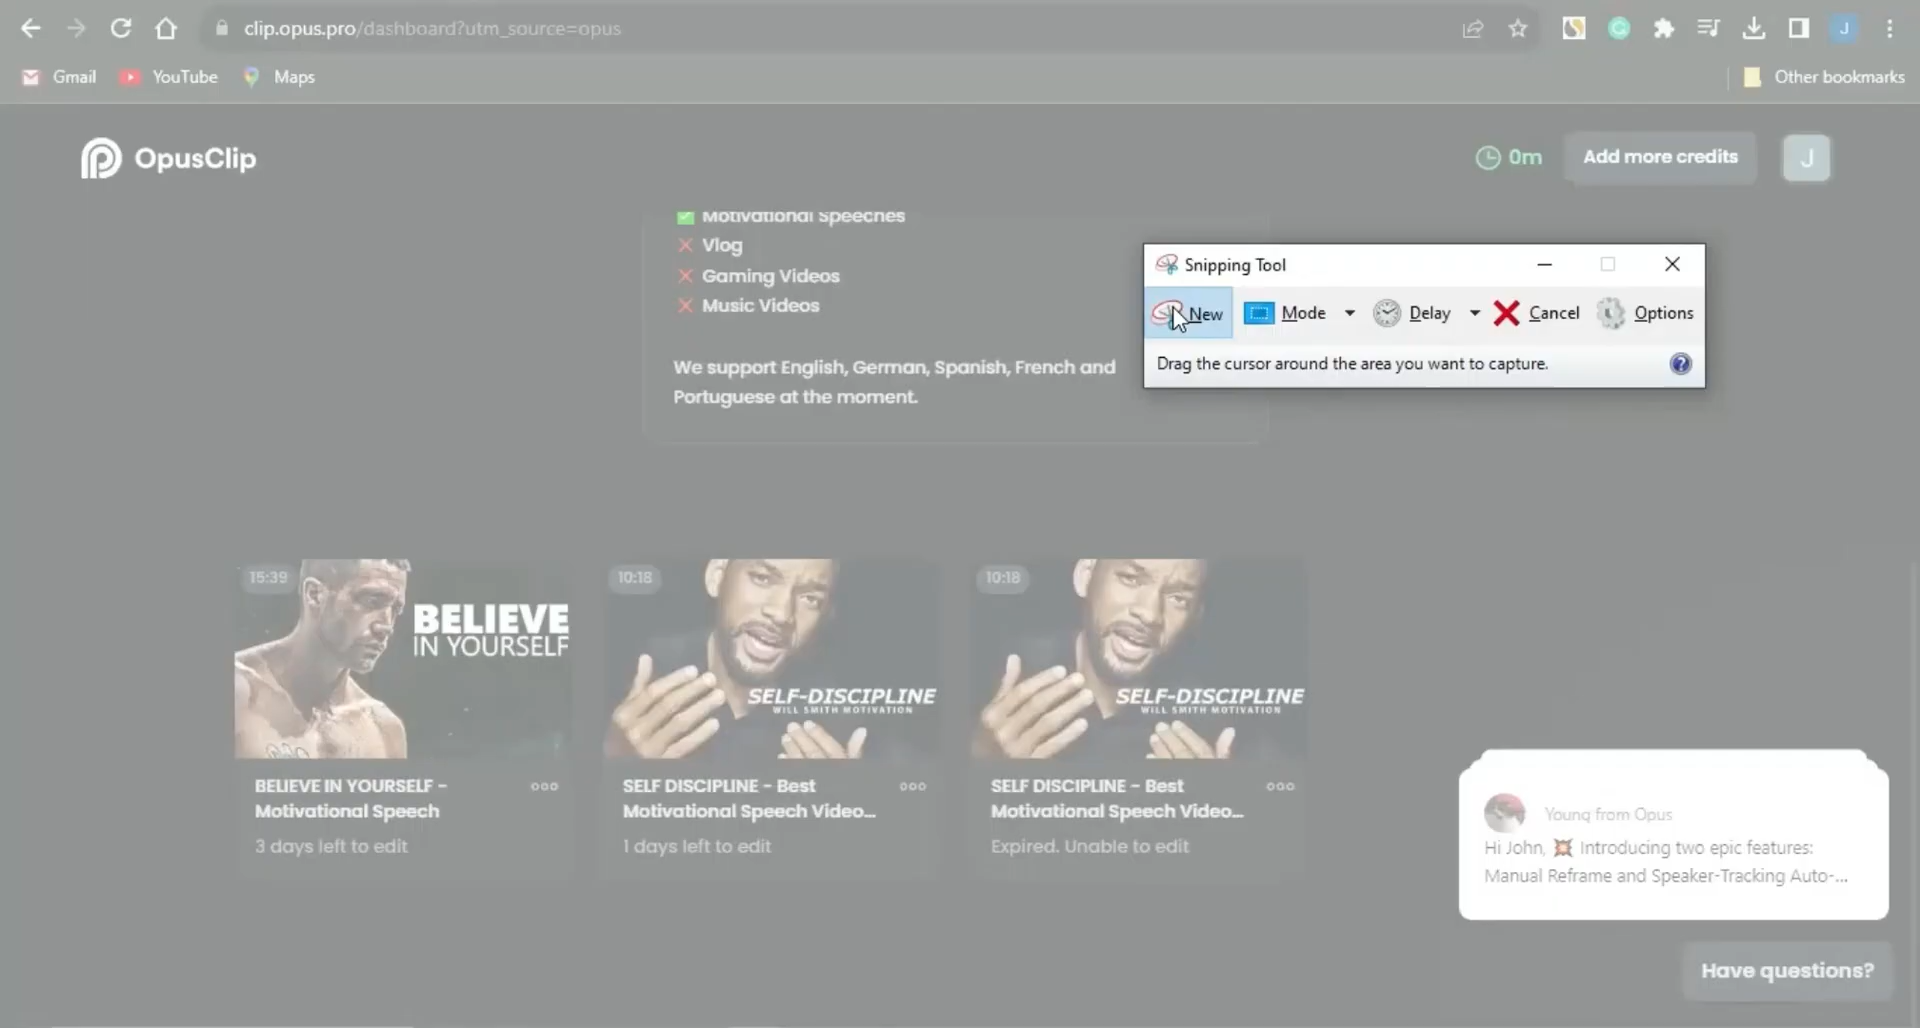 clip.opus.pro/dashboard?utm_source=opus
J
Gmail
YouTube
Maps
Other bookmarks
OpusClip
0m
Add more credits
J
Motivational Speeches
Vlog
Gaming Videos
Music Videos
We support English, German, Spanish, French and
Portuguese at the moment.
Snipping Tool
New
Mode
Delay
Cancel
Options
Drag the cursor around the area you want to capture.
15:39
BELIEVE
IN YOURSELF
BELIEVE IN YOURSELF -
Motivational Speech
3 days left to edit
10:18
SELF-DISCIPLINE
WILL SMITH MOTIVATION
SELF DISCIPLINE - Best
Motivational Speech Video...
1 days left to edit
10:18
SELF-DISCIPLINE
WILL SMITH MOTIVATION
SELF DISCIPLINE - Best
Motivational Speech Video...
Expired. Unable to edit
Young from Opus
Hi John, 💥 Introducing two epic features:
Manual Reframe and Speaker-Tracking Auto-...
Have questions?